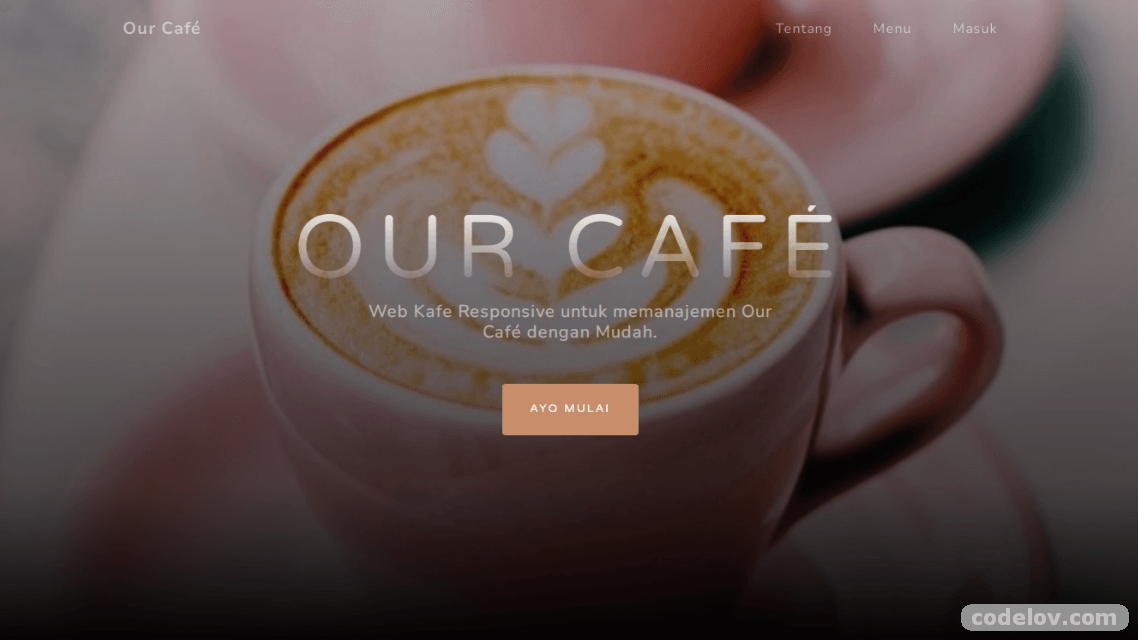 Our Café
Tentang
Menu
Masuk
OUR CAFÉ
Web Kafe Responsive untuk memanajemen Our
Café dengan Mudah.
AYO MULAI
codelov.com